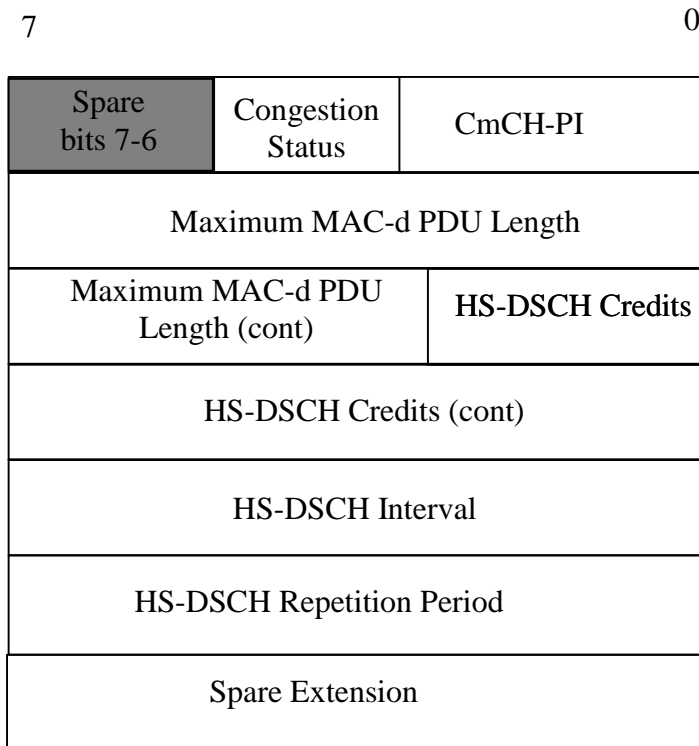 7 0
Spare
bits 7-6
Congestion
Status
CmCH-PI
Maximum MAC-d PDU Length
Maximum MAC-d PDU
Length (cont)
HS-DSCH Credits
HS-DSCH Credits (cont)
HS-DSCH Interval
HS-DSCH Repetition Period
Spare Extension